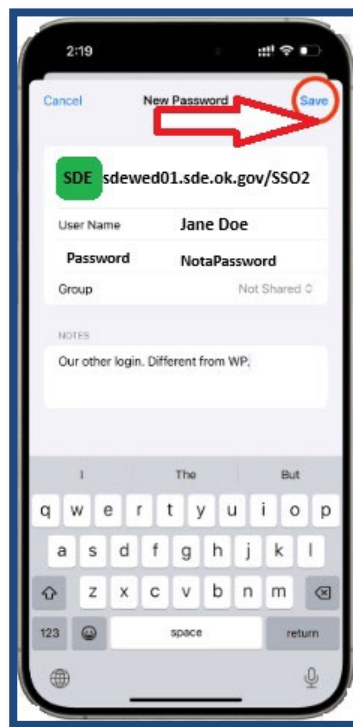 2:19
Cancel New Password Save
SDE sdewed01.sde.ok.gov/SSO2
User Name Jane Doe
Password NotaPassword
Group Not Shared
NOTES
Our other login. Different from WP.
I The But
q w e r t y u i o p
a s d f g h j k l
z x c v b n m
123 space return